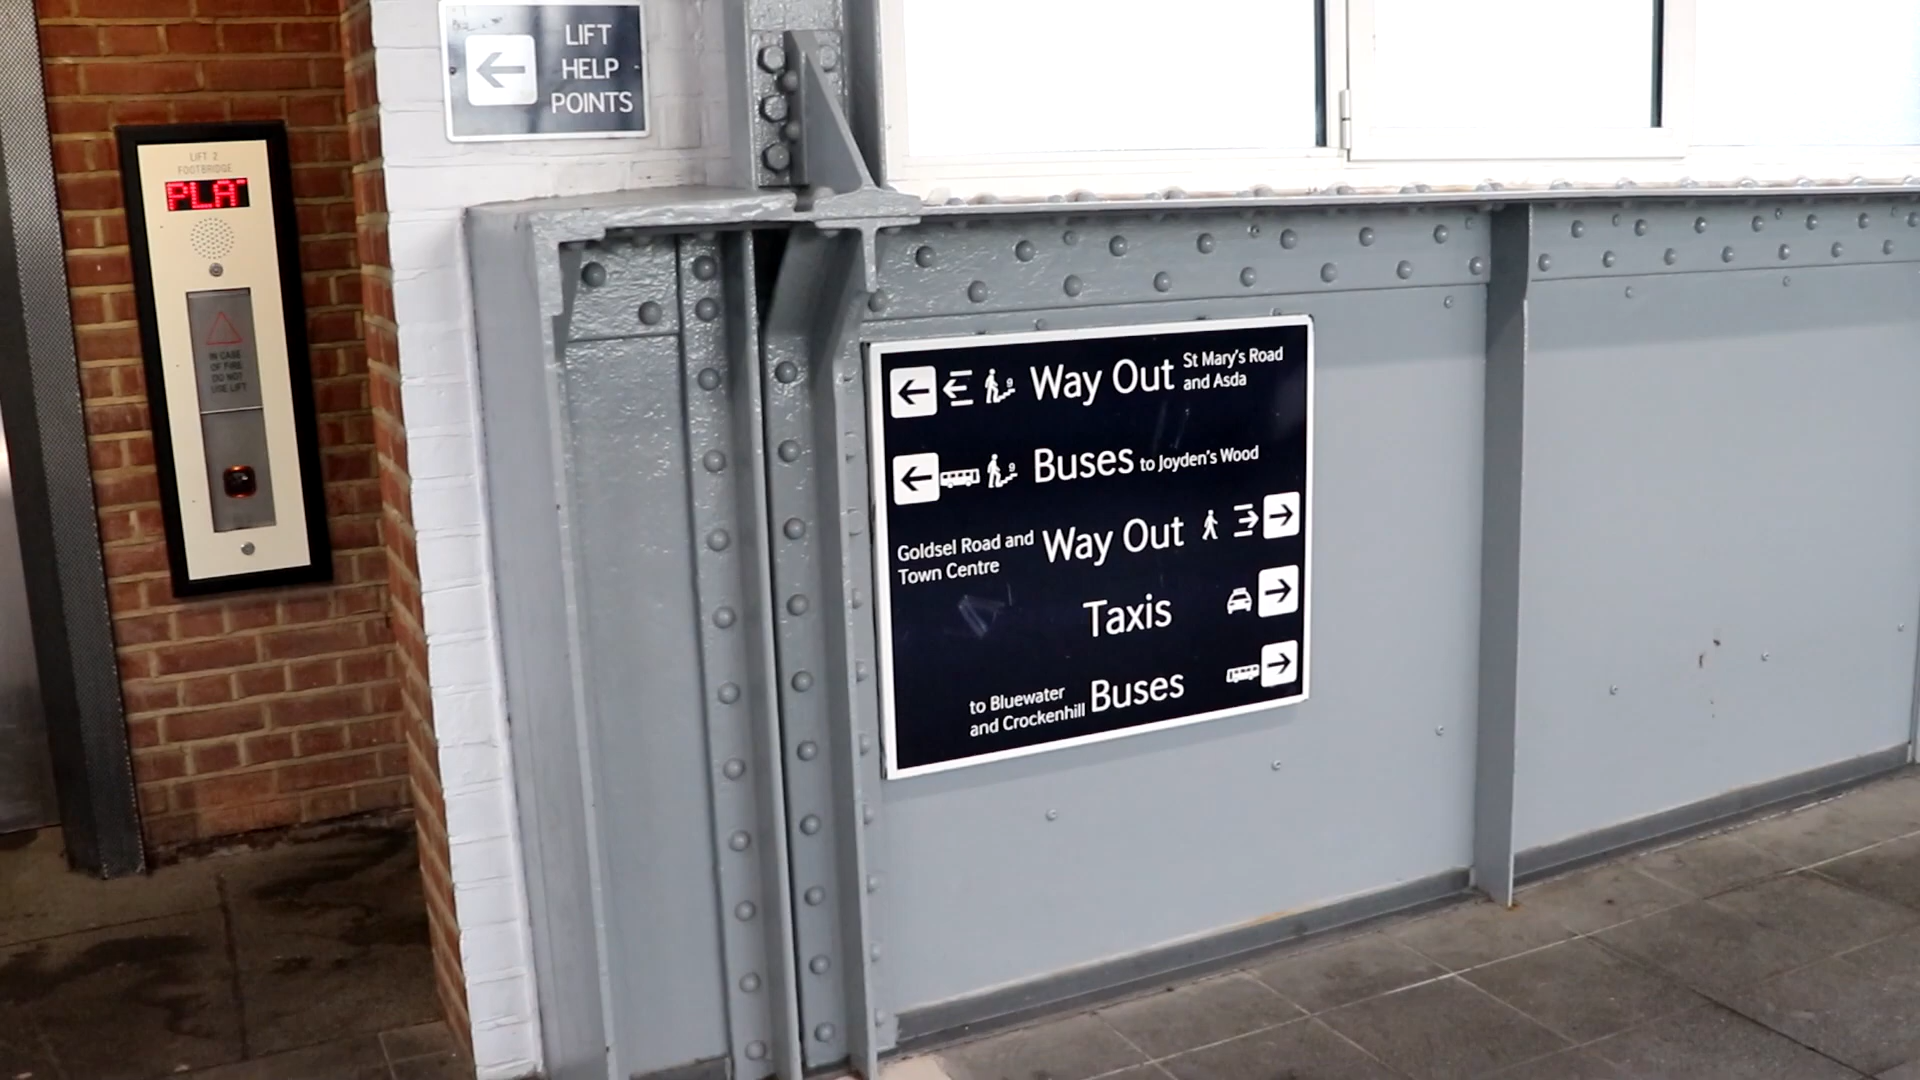 LIFT
HELP
POINTS
LIFT 2
FOOTBRIDGE
PLAT
IN CASE
OF FIRE
DO NOT
USE LIFT
9 Way Out St Mary's Road
and Asda
9 Buses to Joyden's Wood
Goldsel Road and Way Out
Town Centre
Taxis
to Bluewater Buses
and Crockenhill